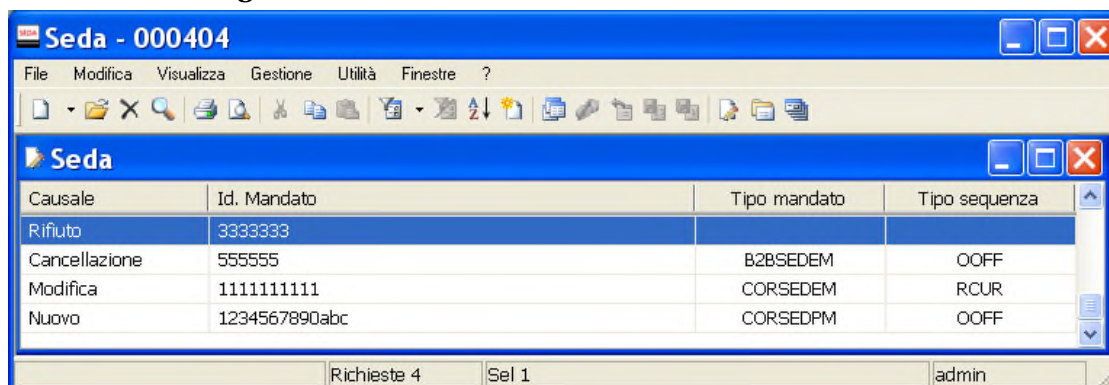 SEDA Seda - 000404
File Modifica Visualizza Gestione Utilità Finestre ?
Seda
Causale Id. Mandato Tipo mandato Tipo sequenza
Rifiuto 3333333
Cancellazione 555555 B2BSEDEM OOFF
Modifica 1111111111 CORSEDEM RCUR
Nuovo 1234567890abc CORSEDPM OOFF
Richieste 4 Sel 1 admin